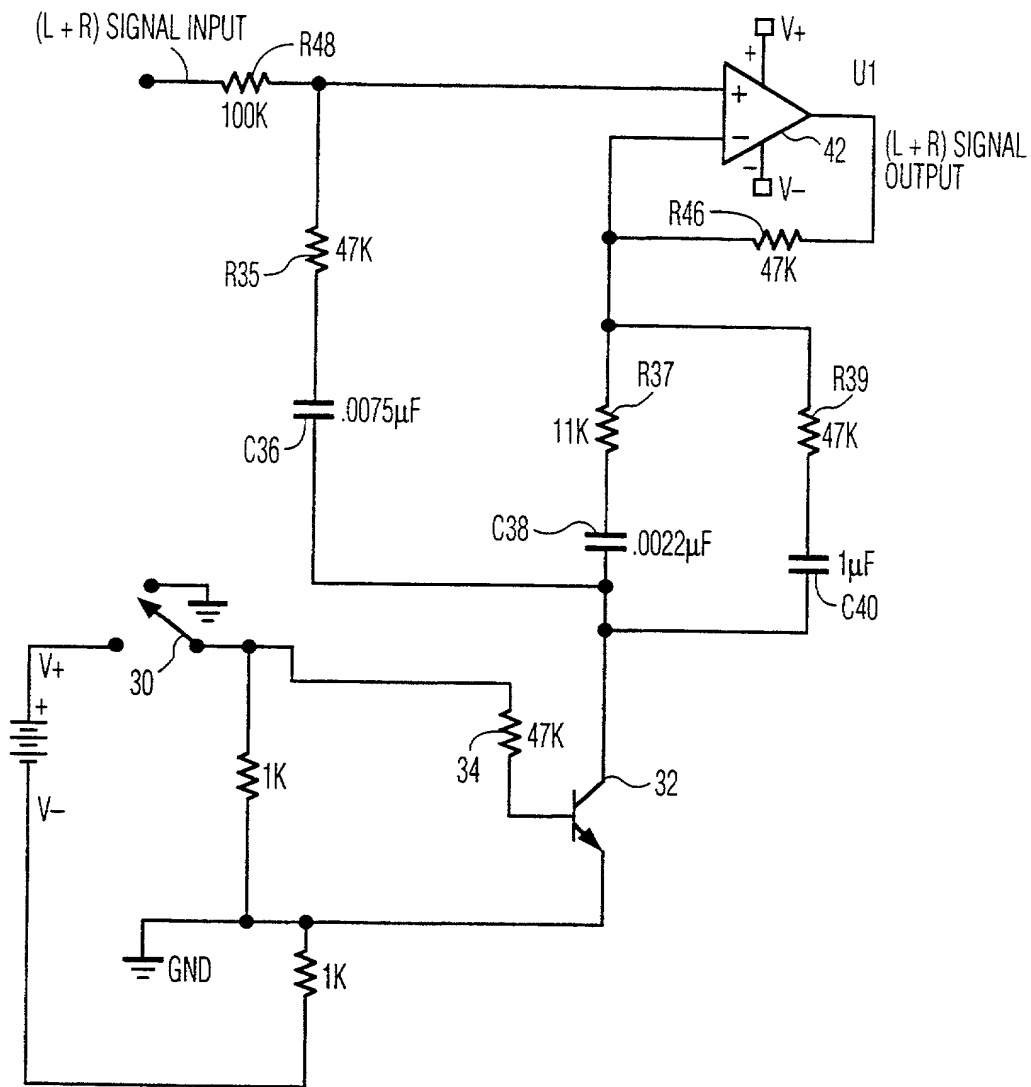 (L + R) SIGNAL INPUT
R48
100K
+
V+
U1
+
−
42
−
V−
(L + R) SIGNAL
OUTPUT
R46
47K
47K
R35
R37
R39
11K
47K
.0075µF
C36
C38
.0022µF
1µF
C40
V+
+
30
47K
34
1K
32
V−
GND
1K